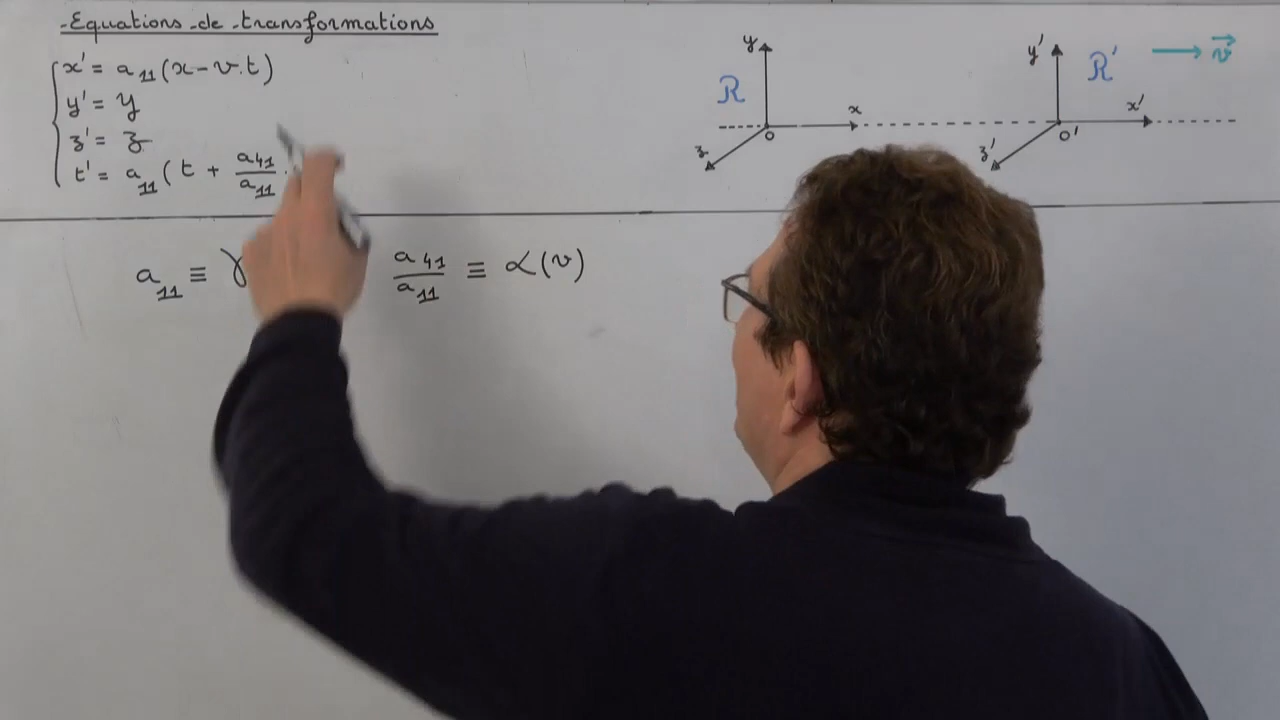 Equations de transformations
x' = a11(x - v.t)
y' = y
z' = z
t' = a11(t + a41/a11
a11 ≡ γ
a41/a11 ≡ α(v)
y
R
x
z
O
y'
R'
v
x'
z'
O'